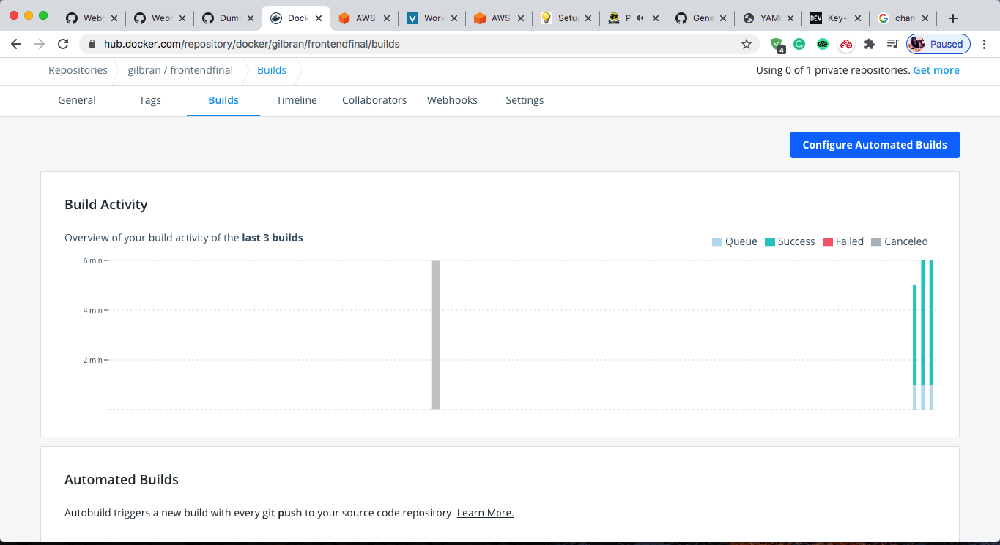 Webh Webh Dumb Dock AWS Work AWS Setu P Gene YAM DEV Key- chan
hub.docker.com/repository/docker/gilbran/frontendfinal/builds 4 Paused
Repositories gilbran / frontendfinal Builds Using 0 of 1 private repositories. Get more
General Tags Builds Timeline Collaborators Webhooks Settings
Configure Automated Builds
Build Activity
Overview of your build activity of the last 3 builds
Queue Success Failed Canceled
6 min
4 min
2 min
Automated Builds
Autobuild triggers a new build with every git push to your source code repository. Learn More.